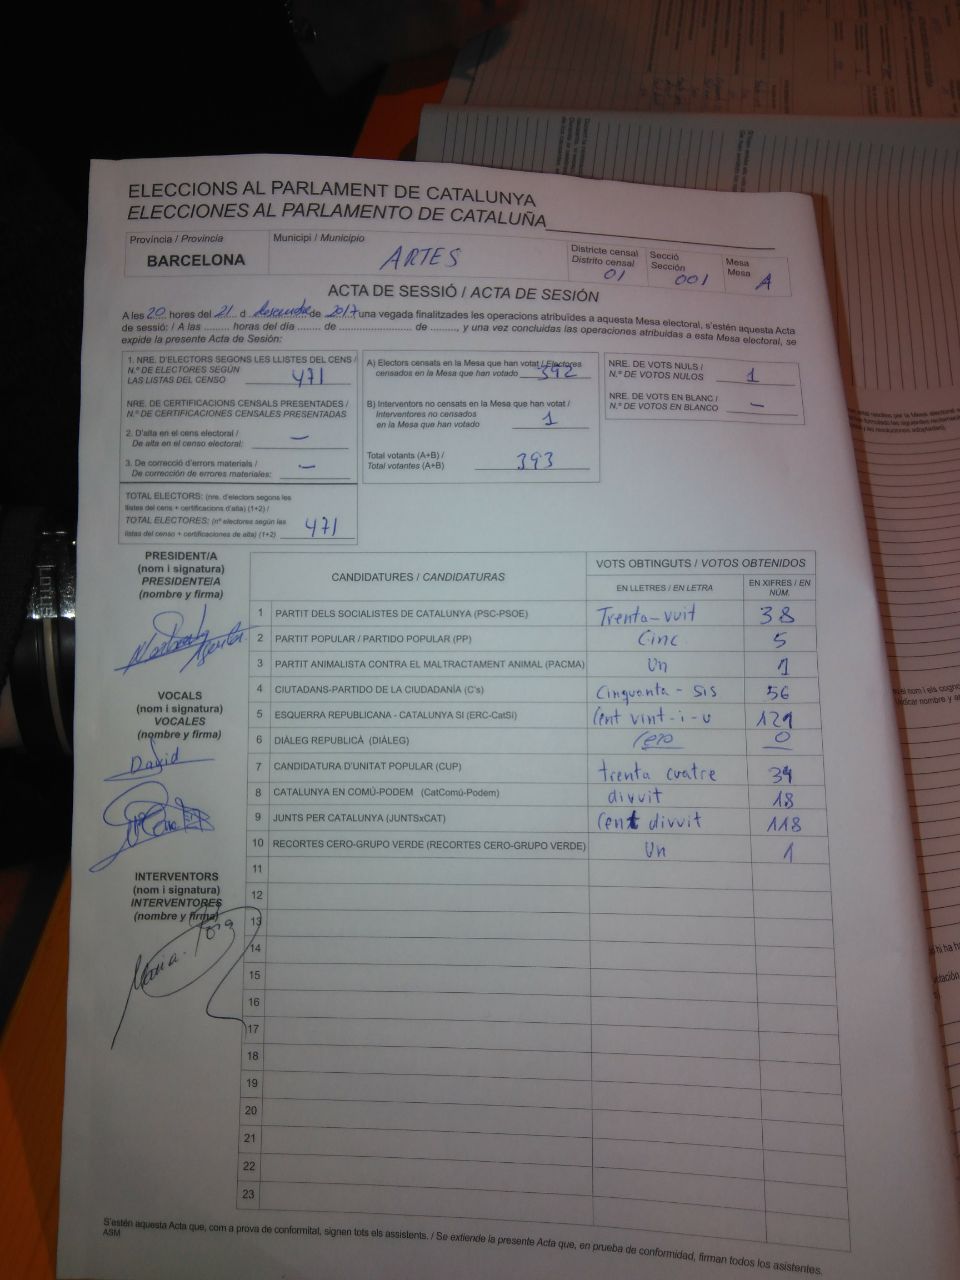 ELECCIONS AL PARLAMENT DE CATALUNYA
ELECCIONES AL PARLAMENTO DE CATALUÑA
Província / Provincia
BARCELONA
Municipi / Municipio
ARTES
Districte censal
Distrito censal
01
Secció
Sección
001
Mesa
Mesa
A
ACTA DE SESSIÓ / ACTA DE SESIÓN
A les 20 hores del 21 d desembre de 2017 una vegada finalitzades les operacions atribuïdes a aquesta Mesa electoral, s'estén aquesta Acta
de sessió: / A las ......... horas del día ....... de ...................... de ........, y una vez concluidas las operaciones atribuidas a esta Mesa electoral, se
expide la presente Acta de Sesión:
1. NRE. D'ELECTORS SEGONS LES LLISTES DEL CENS /
N.º DE ELECTORES SEGÚN
LAS LISTAS DEL CENSO 471
NRE. DE CERTIFICACIONS CENSALS PRESENTADES /
N.º DE CERTIFICACIONES CENSALES PRESENTADAS
2. D'alta en el cens electoral /
De alta en el censo electoral: –
3. De correcció d'errors materials /
De corrección de errores materiales: –
TOTAL ELECTORS: (nre. d'electors segons les
llistes del cens + certificacions d'alta) (1+2) /
TOTAL ELECTORES: (nº electores según las
listas del censo + certificaciones de alta) (1+2) 471
A) Electors censats en la Mesa que han votat / Electores
censados en la Mesa que han votado 392
B) Interventors no censats en la Mesa que han votat /
Interventores no censados
en la Mesa que han votado 1
Total votants (A+B) /
Total votantes (A+B) 393
NRE. DE VOTS NULS /
N.º DE VOTOS NULOS 1
NRE. DE VOTS EN BLANC /
N.º DE VOTOS EN BLANCO –
PRESIDENT/A
(nom i signatura)
PRESIDENTE/A
(nombre y firma)
VOCALS
(nom i signatura)
VOCALES
(nombre y firma)
David
INTERVENTORS
(nom i signatura)
INTERVENTORES
(nombre y firma)
CANDIDATURES / CANDIDATURAS
VOTS OBTINGUTS / VOTOS OBTENIDOS
EN LLETRES / EN LETRA
EN XIFRES / EN NÚM.
1 PARTIT DELS SOCIALISTES DE CATALUNYA (PSC-PSOE) Trenta-vuit 38
2 PARTIT POPULAR / PARTIDO POPULAR (PP) Cinc 5
3 PARTIT ANIMALISTA CONTRA EL MALTRACTAMENT ANIMAL (PACMA) Un 1
4 CIUTADANS-PARTIDO DE LA CIUDADANÍA (C's) Cinquanta-sis 56
5 ESQUERRA REPUBLICANA - CATALUNYA SI (ERC-CatSí) Cent vint-i-u 121
6 DIÀLEG REPUBLICÀ (DIÀLEG) Cero 0
7 CANDIDATURA D'UNITAT POPULAR (CUP) trenta cuatre 34
8 CATALUNYA EN COMÚ-PODEM (CatComú-Podem) divuit 18
9 JUNTS PER CATALUNYA (JUNTSxCAT) Cent divuit 118
10 RECORTES CERO-GRUPO VERDE (RECORTES CERO-GRUPO VERDE) Un 1
11
12
13
14
15
16
17
18
19
20
21
22
23
S'estén aquesta Acta que, com a prova de conformitat, signen tots els assistents. / Se extiende la presente Acta que, en prueba de conformidad, firman todos los asistentes.
ASM